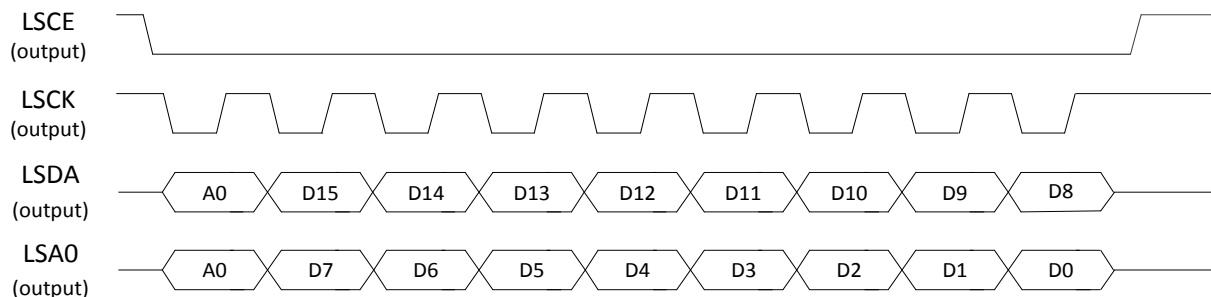 LSCE
(output)
LSCK
(output)
LSDA
(output)
A0 D15 D14 D13 D12 D11 D10 D9 D8
LSA0
(output)
A0 D7 D6 D5 D4 D3 D2 D1 D0